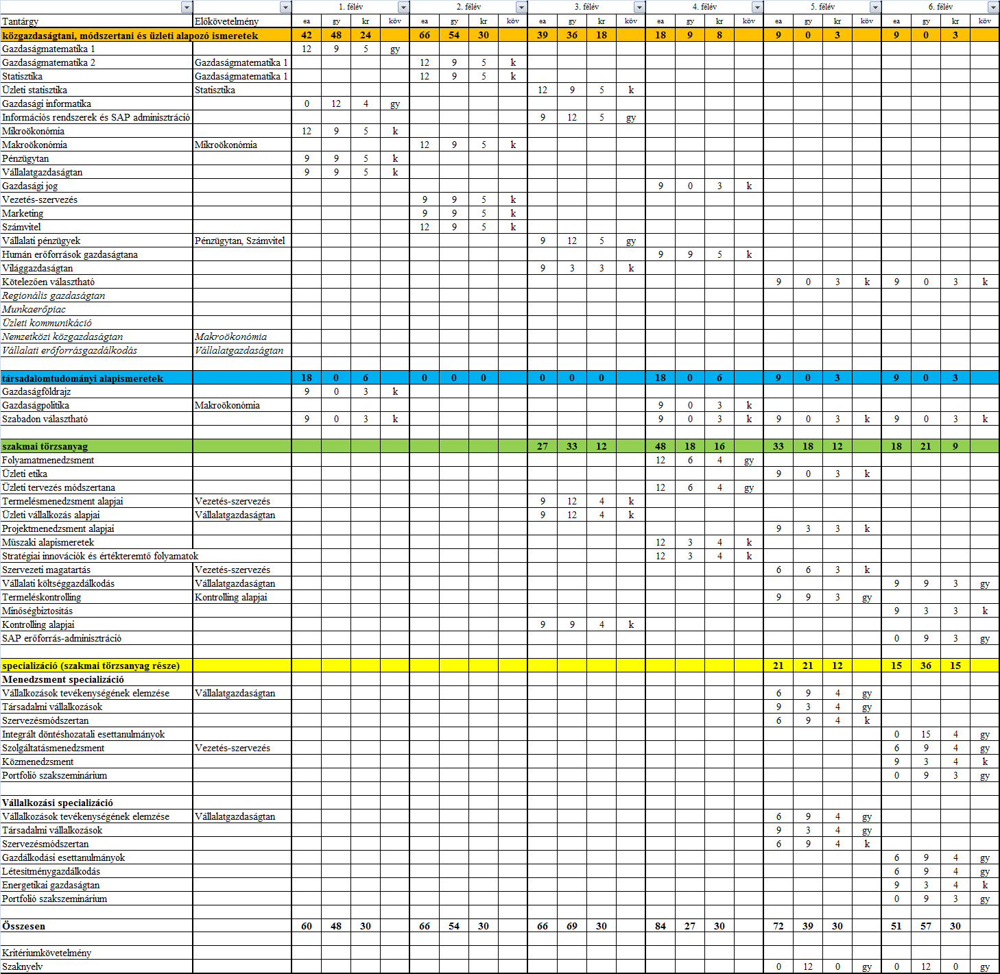 1. félév 2. félév 3. félév 4. félév 5. félév 6. félév
Tantárgy Előkövetelmény ea gy kr köv ea gy kr köv ea gy kr köv ea gy kr köv ea gy kr köv ea gy kr köv
közgazdaságtani, módszertani és üzleti alapozó ismeretek 42 48 24 66 54 30 39 36 18 18 9 8 9 0 3 9 0 3
Gazdaságmatematika 1 12 9 5 gy
Gazdaságmatematika 2 Gazdaságmatematika 1 12 9 5 k
Statisztika Gazdaságmatematika 1 12 9 5 k
Üzleti statisztika Statisztika 12 9 5 k
Gazdasági informatika 0 12 4 gy
Információs rendszerek és SAP adminisztráció 9 12 5 gy
Mikroökonómia 12 9 5 k
Makroökonómia Mikroökonómia 12 9 5 k
Pénzügytan 9 9 5 k
Vállalatgazdaságtan 9 9 5 k
Gazdasági jog 9 0 3 k
Vezetés-szervezés 9 9 5 k
Marketing 9 9 5 k
Számvitel 12 9 5 k
Vállalati pénzügyek Pénzügytan, Számvitel 9 12 5 gy
Humán erőforrások gazdaságtana 9 9 5 k
Világgazdaságtan 9 3 3 k
Kötelezően választható 9 0 3 k 9 0 3 k
Regionális gazdaságtan
Munkaerőpiac
Üzleti kommunikáció
Nemzetközi közgazdaságtan Makroökonómia
Vállalati erőforrásgazdálkodás Vállalatgazdaságtan
társadalomtudományi alapismeretek 18 0 6 0 0 0 0 0 0 18 0 6 9 0 3 9 0 3
Gazdaságföldrajz 9 0 3 k
Gazdaságpolitika Makroökonómia 9 0 3 k
Szabadon választható 9 0 3 k 9 0 3 k 9 0 3 k 9 0 3 k
szakmai törzsanyag 27 33 12 48 18 16 33 18 12 18 21 9
Folyamatmenedzsment 12 6 4 gy
Üzleti etika 9 0 3 k
Üzleti tervezés módszertana 12 6 4 gy
Termelésmenedzsment alapjai Vezetés-szervezés 9 12 4 k
Üzleti vállalkozás alapjai Vállalatgazdaságtan 9 12 4 k
Projektmenedzsment alapjai 9 3 3 k
Műszaki alapismeretek 12 3 4 k
Stratégiai innovációk és értékteremtő folyamatok 12 3 4 k
Szervezeti magatartás Vezetés-szervezés 6 6 3 k
Vállalati költséggazdálkodás Vállalatgazdaságtan 9 9 3 gy
Termeléskontrolling Kontrolling alapjai 9 9 3 gy
Minőségbiztosítás 9 3 3 k
Kontrolling alapjai 9 9 4 k
SAP erőforrás-adminisztráció 0 9 3 gy
specializáció (szakmai törzsanyag része) 21 21 12 15 36 15
Menedzsment specializáció
Vállalkozások tevékenységének elemzése Vállalatgazdaságtan 6 9 4 gy
Társadalmi vállalkozások 9 3 4 gy
Szervezésmódszertan 6 9 4 k
Integrált döntéshozatali esettanulmányok 0 15 4 gy
Szolgáltatásmenedzsment Vezetés-szervezés 6 9 4 gy
Közmenedzsment 9 3 4 k
Portfolió szakszeminárium 0 9 3 gy
Vállalkozási specializáció
Vállalkozások tevékenységének elemzése Vállalatgazdaságtan 6 9 4 gy
Társadalmi vállalkozások 9 3 4 gy
Szervezésmódszertan 6 9 4 k
Gazdálkodási esettanulmányok 6 9 4 gy
Létesítménygazdálkodás 6 9 4 gy
Energetikai gazdaságtan 9 3 4 k
Portfolió szakszeminárium 0 9 3 gy
Összesen 60 48 30 66 54 30 66 69 30 84 27 30 72 39 30 51 57 30
Kritériumkövetelmény
Szaknyelv 0 12 0 gy 0 12 0 gy